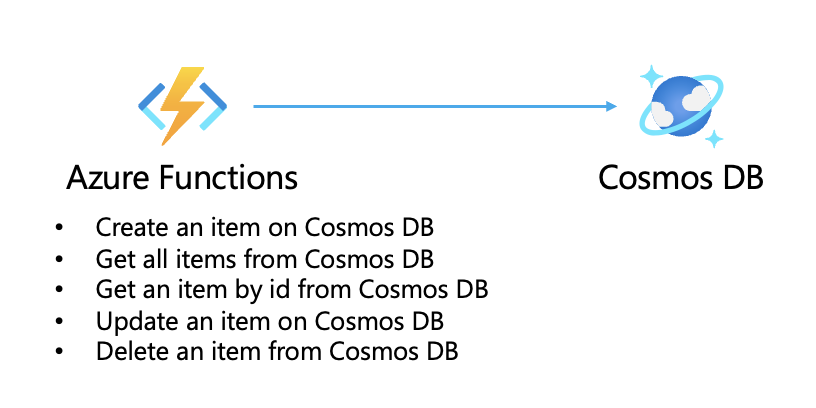 Azure Functions
Cosmos DB
• Create an item on Cosmos DB
• Get all items from Cosmos DB
• Get an item by id from Cosmos DB
• Update an item on Cosmos DB
• Delete an item from Cosmos DB